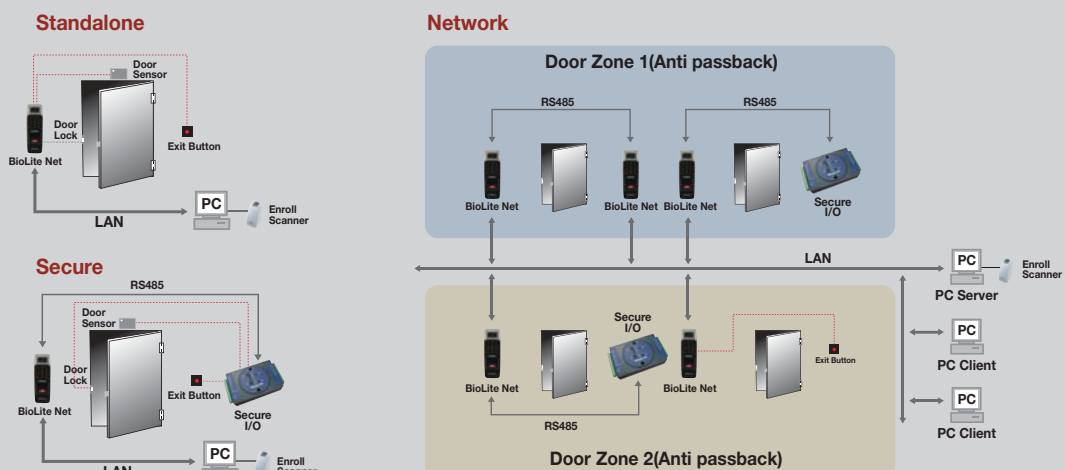 Standalone
Door
Sensor
Door
Lock
Exit Button
BioLite Net
PC
Enroll
Scanner
LAN
Secure
RS485
Door
Sensor
Door
Lock
Exit Button
BioLite Net
Secure
I/O
PC
Enroll
Scanner
LAN
Network
Door Zone 1(Anti passback)
RS485
RS485
BioLite Net
BioLite Net
BioLite Net
Secure
I/O
LAN
PC
Enroll
Scanner
PC Server
Secure
I/O
BioLite Net
BioLite Net
Exit Button
RS485
Door Zone 2(Anti passback)
PC
PC Client
PC
PC Client